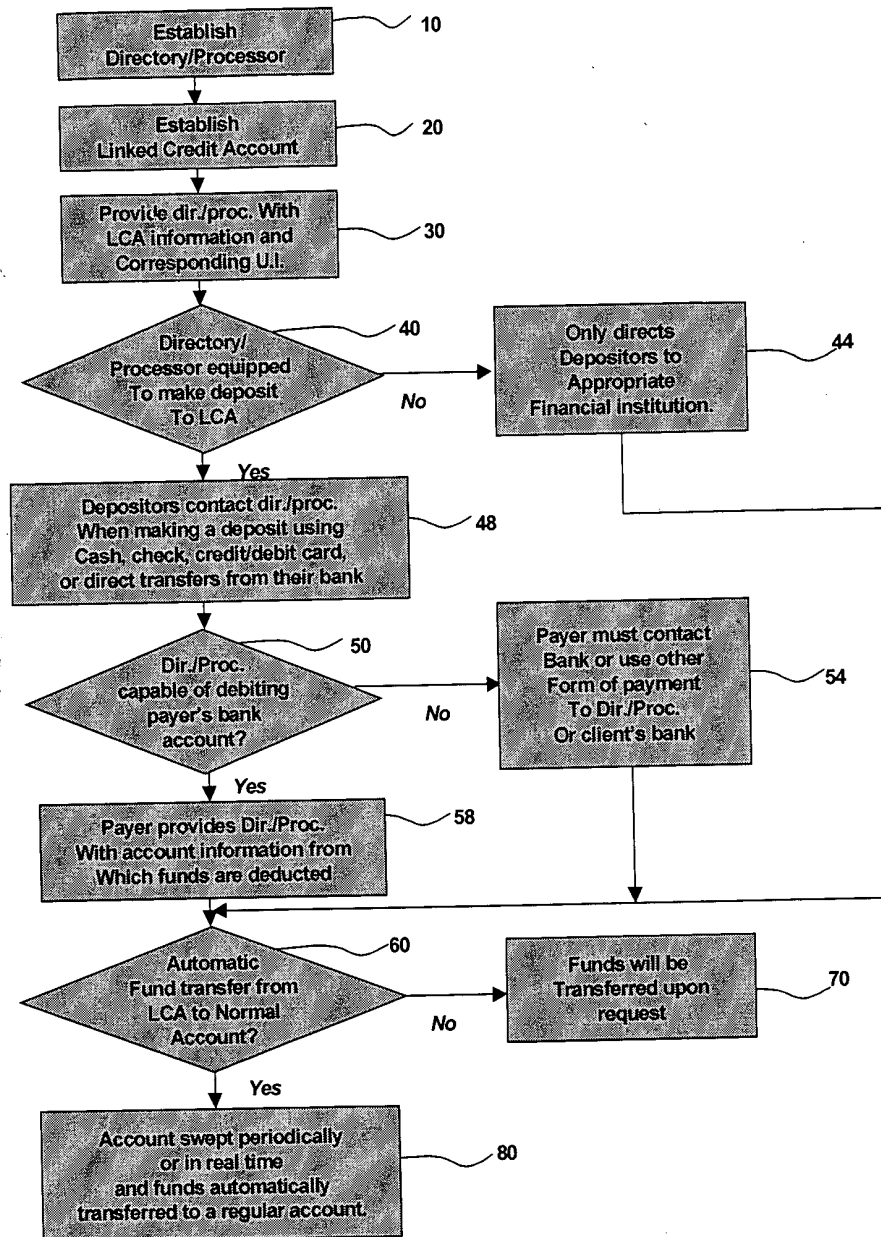 Establish
Directory/Processor
10
Establish
Linked Credit Account
20
Provide dir./proc. With
LCA information and
Corresponding U.I.
30
Directory/
Processor equipped
To make deposit
To LCA
40
No
Only directs
Depositors to
Appropriate
Financial institution.
44
Yes
Depositors contact dir./proc.
When making a deposit using
Cash, check, credit/debit card,
or direct transfers from their bank
48
Dir./Proc.
capable of debiting
payer's bank
account?
50
No
Payer must contact
Bank or use other
Form of payment
To Dir./Proc.
Or client's bank
54
Yes
Payer provides Dir./Proc.
With account information from
Which funds are deducted
58
Automatic
Fund transfer from
LCA to Normal
Account?
60
No
Funds will be
Transferred upon
request
70
Yes
Account swept periodically
or in real time
and funds automatically
transferred to a regular account.
80